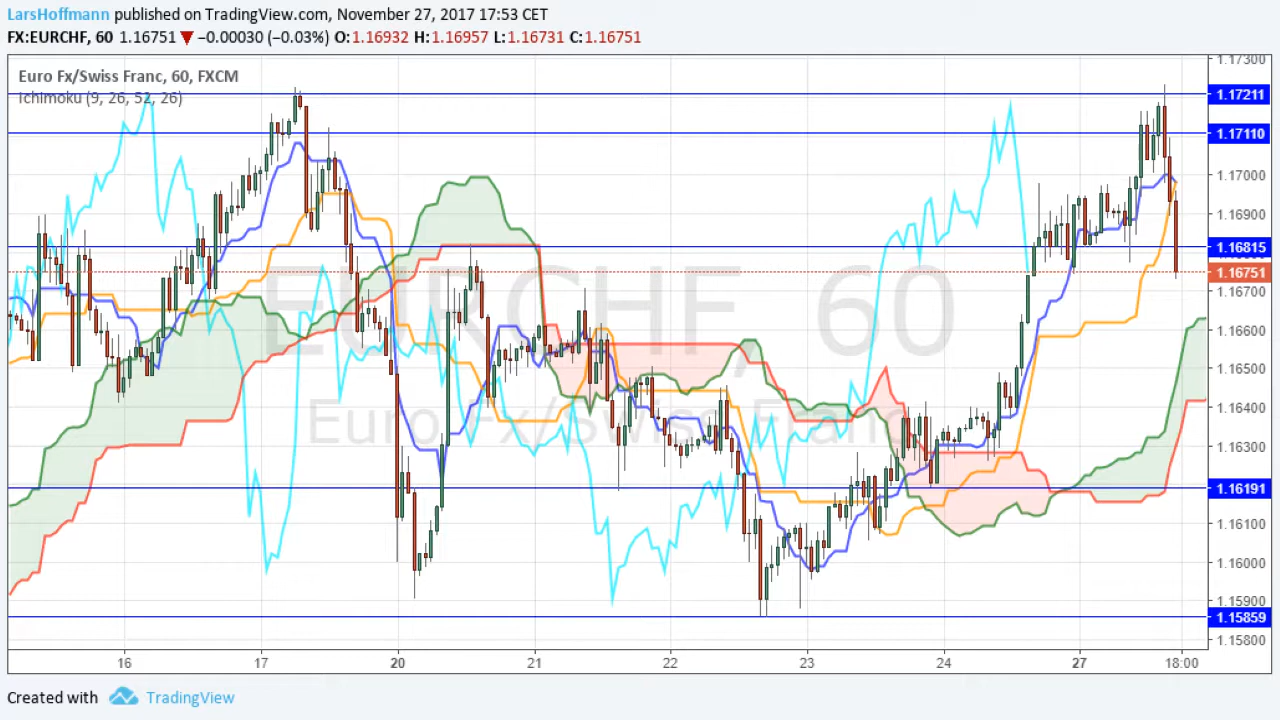 LarsHoffmann published on TradingView.com, November 27, 2017 17:53 CET
FX:EURCHF, 60 1.16751 ▼ −0.00030 (−0.03%) O:1.16932 H:1.16957 L:1.16731 C:1.16751
Euro Fx/Swiss Franc, 60, FXCM
Ichimoku (9, 26, 52, 26)
EURCHF, 60
Euro Fx/Swiss Franc
1.17300
1.17211
1.17110
1.17000
1.16900
1.16815
1.16751
1.16700
1.16600
1.16500
1.16400
1.16300
1.16191
1.16100
1.16000
1.15900
1.15859
1.15800
16 17 20 21 22 23 24 27 18:00
Created with TradingView